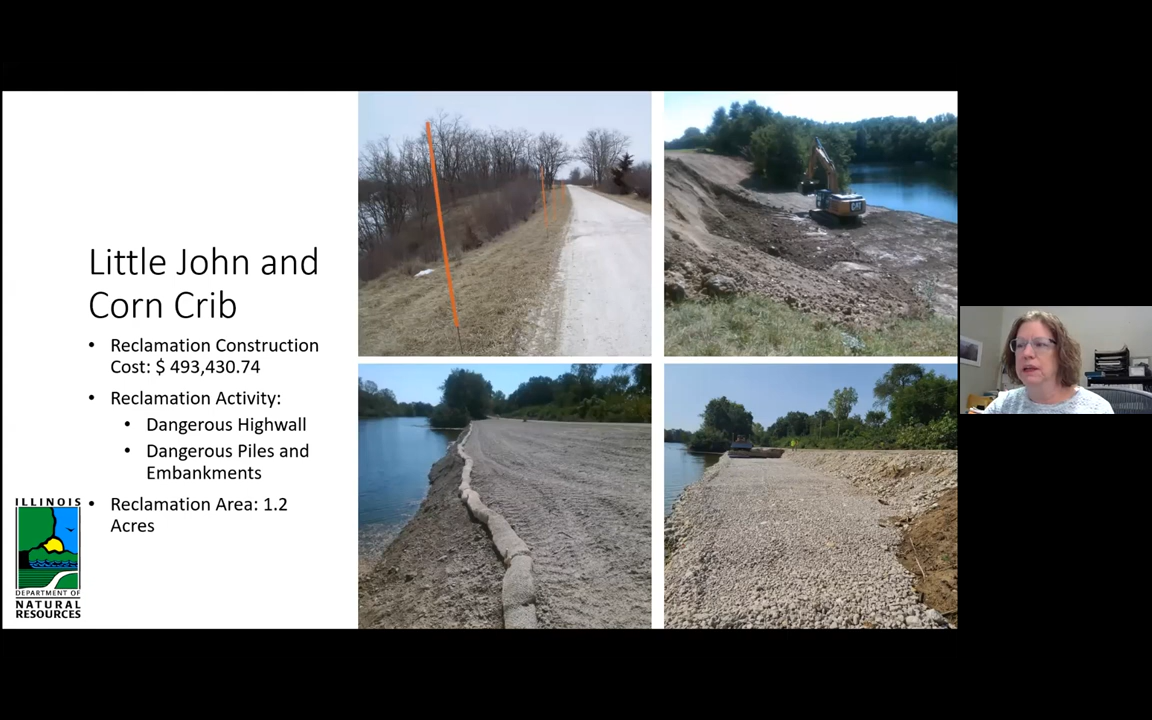 Little John and
Corn Crib
• Reclamation Construction
Cost: $ 493,430.74
• Reclamation Activity:
• Dangerous Highwall
• Dangerous Piles and
Embankments
• Reclamation Area: 1.2
Acres
ILLINOIS
DEPARTMENT OF
NATURAL
RESOURCES
CAT